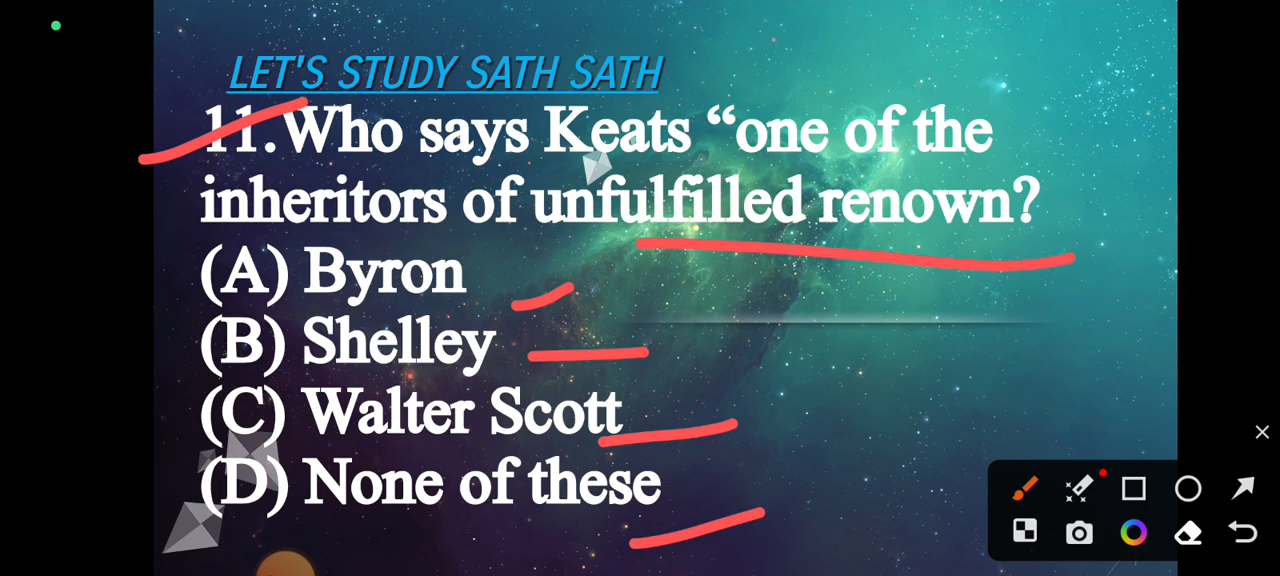 LET'S STUDY SATH SATH
11.Who says Keats “one of the
inheritors of unfulfilled renown?
(A) Byron
(B) Shelley
(C) Walter Scott
(D) None of these